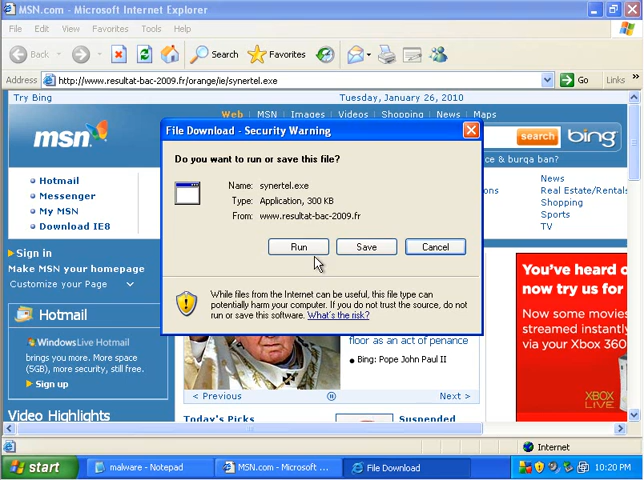 MSN.com - Microsoft Internet Explorer
File Edit View Favorites Tools Help
Back Search Favorites
Address http://www.resultat-bac-2009.fr/orange/ie/synertel.exe Go Links »
Try Bing Tuesday, January 26, 2010
Web MSN Images Videos Shopping News Maps
msn search bing
File Download - Security Warning
Do you want to run or save this file?
Name: synertel.exe
Type: Application, 300 KB
From: www.resultat-bac-2009.fr
Run Save Cancel
While files from the Internet can be useful, this file type can
potentially harm your computer. If you do not trust the source, do not
run or save this software. What's the risk?
Hotmail
Messenger
My MSN
Download IE8
Sign in
Make MSN your homepage
Customize your Page
Hotmail
Windows Live Hotmail
brings you more. More space
(5GB), more security, still free.
Sign up
Video Highlights
& burqa ban?
News
Real Estate/Rentals
Shopping
Sports
TV
You've heard o
now try us for
Now some movies
streamed instantly
via your Xbox 360
XBOX
LIVE
floor as an act of penance
Bing: Pope John Paul II
< Previous Next >
Today's Picks
Suspended
Internet
start malware - Notepad MSN.com - Microsoft ... File Download 10:20 PM